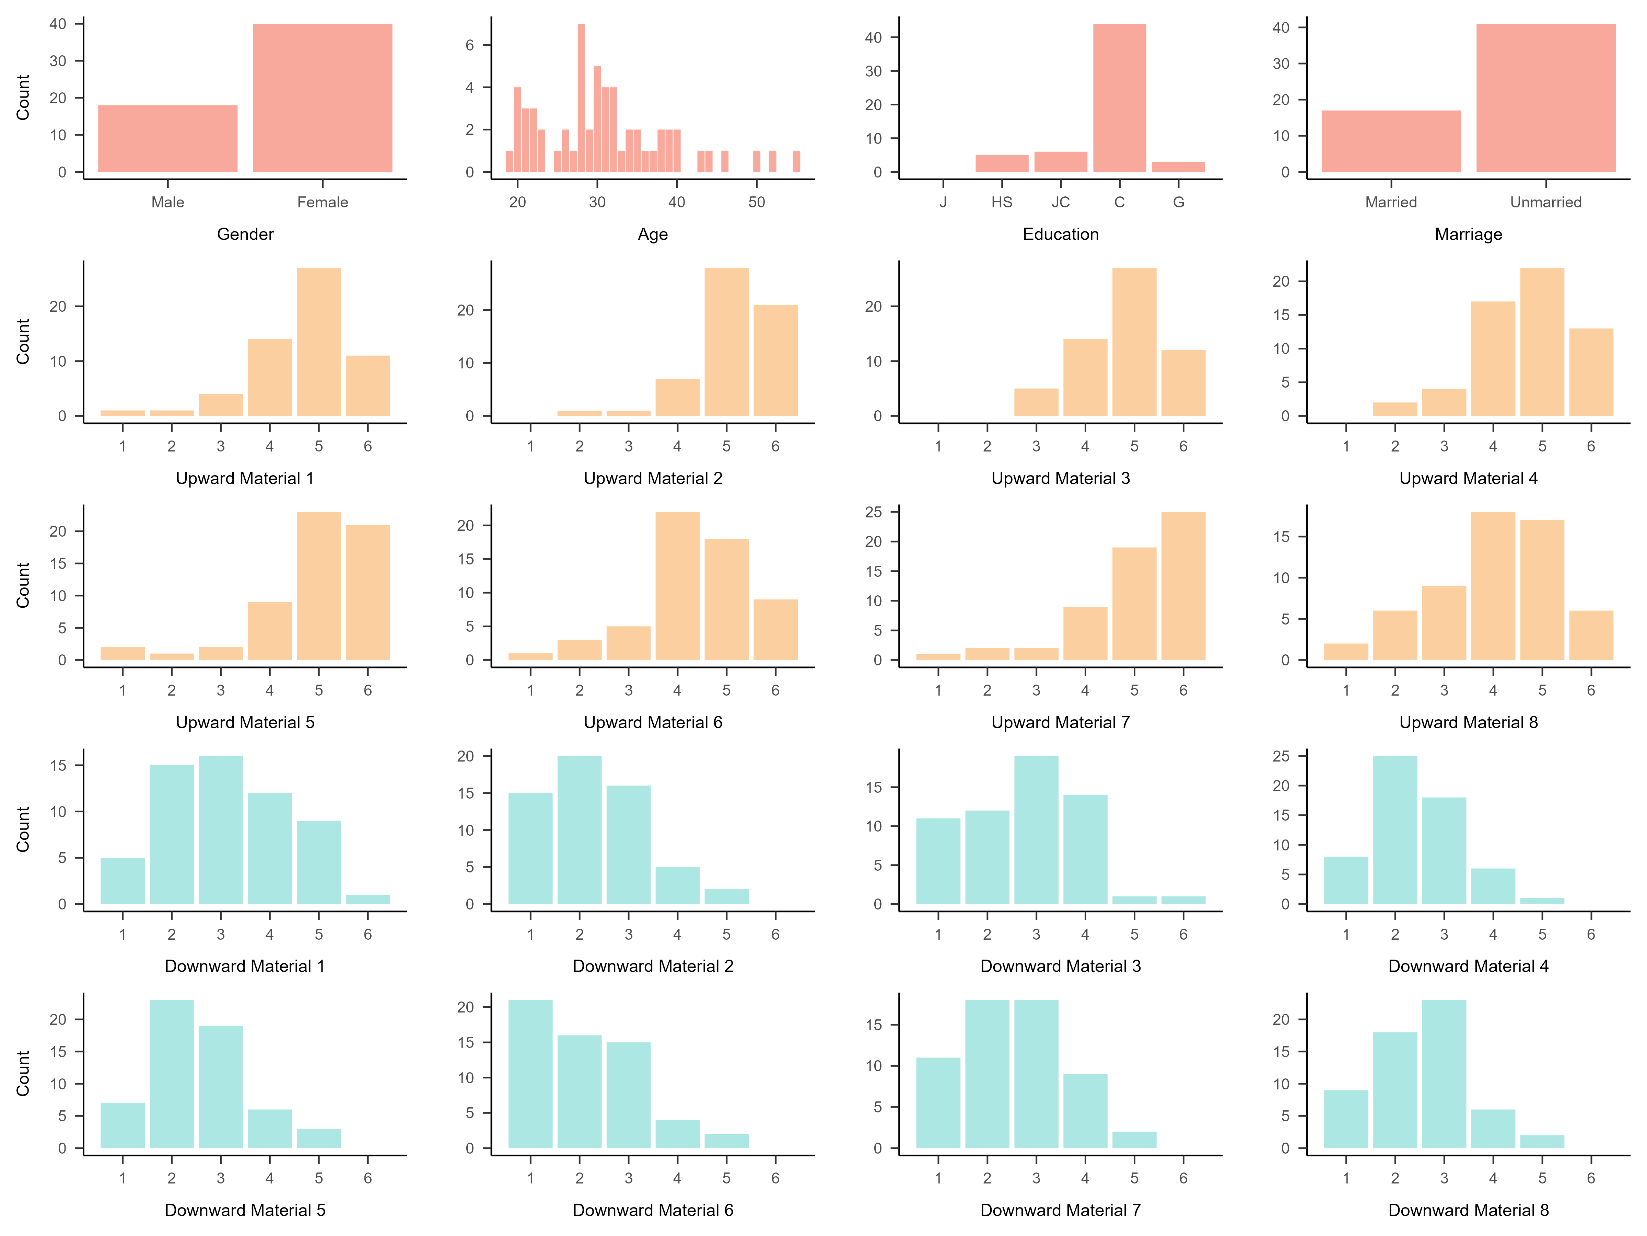 Count
40
30
20
10
0
Male Female
Gender
6
4
2
0
20 30 40 50
Age
40
30
20
10
0
J HS JC C G
Education
40
30
20
10
0
Married Unmarried
Marriage
Count
20
10
0
1 2 3 4 5 6
Upward Material 1
20
10
0
1 2 3 4 5 6
Upward Material 2
20
10
0
1 2 3 4 5 6
Upward Material 3
20
15
10
5
0
1 2 3 4 5 6
Upward Material 4
Count
20
15
10
5
0
1 2 3 4 5 6
Upward Material 5
20
15
10
5
0
1 2 3 4 5 6
Upward Material 6
25
20
15
10
5
0
1 2 3 4 5 6
Upward Material 7
15
10
5
0
1 2 3 4 5 6
Upward Material 8
Count
15
10
5
0
1 2 3 4 5 6
Downward Material 1
20
15
10
5
0
1 2 3 4 5 6
Downward Material 2
15
10
5
0
1 2 3 4 5 6
Downward Material 3
25
20
15
10
5
0
1 2 3 4 5 6
Downward Material 4
Count
20
15
10
5
0
1 2 3 4 5 6
Downward Material 5
20
15
10
5
0
1 2 3 4 5 6
Downward Material 6
15
10
5
0
1 2 3 4 5 6
Downward Material 7
20
15
10
5
0
1 2 3 4 5 6
Downward Material 8